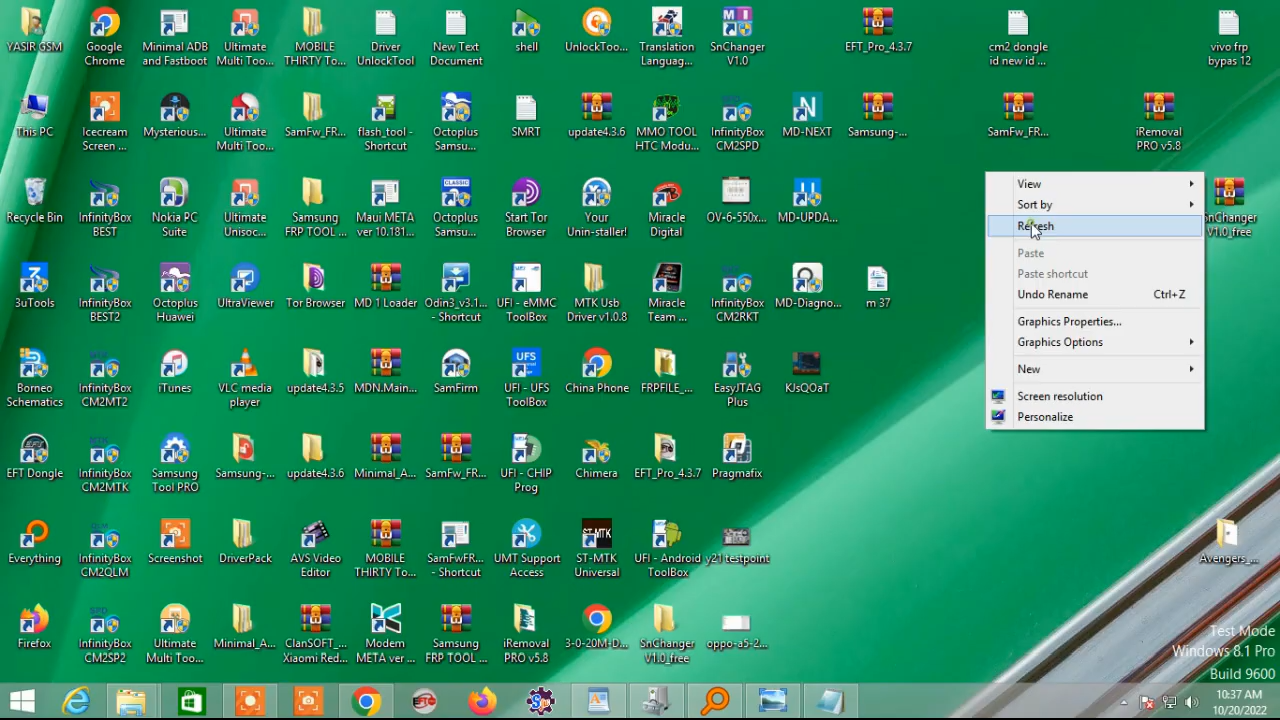 YASIR GSM
Google
Chrome
Minimal ADB
and Fastboot
Ultimate
Multi Too...
MOBILE
THIRTY To...
Driver
UnlockTool
New Text
Document
shell
UnlockToo...
Translation
Languag...
SnChanger
V1.0
EFT_Pro_4.3.7
cm2 dongle
id new id ...
vivo frp
bypas 12
This PC
Icecream
Screen ...
Mysterious...
Ultimate
Multi Too...
SamFw_FR...
flash_tool -
Shortcut
Octoplus
Samsu...
SMRT
update4.3.6
MMO TOOL
HTC Modu...
InfinityBox
CM2SPD
MD-NEXT
Samsung-...
SamFw_FR...
iRemoval
PRO v5.8
Recycle Bin
InfinityBox
BEST
Nokia PC
Suite
Ultimate
Unisoc...
Samsung
FRP TOOL ...
Maui META
ver 10.181...
CLASSIC
Octoplus
Samsu...
Start Tor
Browser
Your
Unin-staller!
Miracle
Digital
OV-6-550x...
MD-UPDA...
SnChanger
V1.0_free
3uTools
InfinityBox
BEST2
Octoplus
Huawei
UltraViewer
Tor Browser
MD 1 Loader
Odin3_v3.1...
- Shortcut
UFI - eMMC
ToolBox
MTK Usb
Driver v1.0.8
Miracle
Team ...
InfinityBox
CM2RKT
MD-Diagno...
m 37
Borneo
Schematics
InfinityBox
CM2MT2
iTunes
VLC media
player
update4.3.5
MDN.Main...
SamFirm
UFS
UFI - UFS
ToolBox
China Phone
FRPFILE_...
EasyJTAG
Plus
KJsQOaT
EFT Dongle
InfinityBox
CM2MTK
Samsung
Tool PRO
Samsung-...
update4.3.6
Minimal_A...
SamFw_FR...
UFI - CHIP
Prog
Chimera
EFT_Pro_4.3.7
Pragmafix
Everything
InfinityBox
CM2QLM
Screenshot
DriverPack
AVS Video
Editor
MOBILE
THIRTY To...
SamFwFR...
- Shortcut
UMT Support
Access
ST-MTK
ST-MTK
Universal
UFI - Android
ToolBox
y21 testpoint
Avengers_...
Firefox
InfinityBox
CM2SP2
Ultimate
Multi Too...
Minimal_A...
ClanSOFT_...
Xiaomi Red...
Modem
META ver ...
Samsung
FRP TOOL ...
iRemoval
PRO v5.8
3-0-20M-D...
SnChanger
V1.0_free
oppo-a5-2...
View
Sort by
Refresh
Paste
Paste shortcut
Undo Rename Ctrl+Z
Graphics Properties...
Graphics Options
New
Screen resolution
Personalize
Test Mode
Windows 8.1 Pro
Build 9600
10:37 AM
10/20/2022